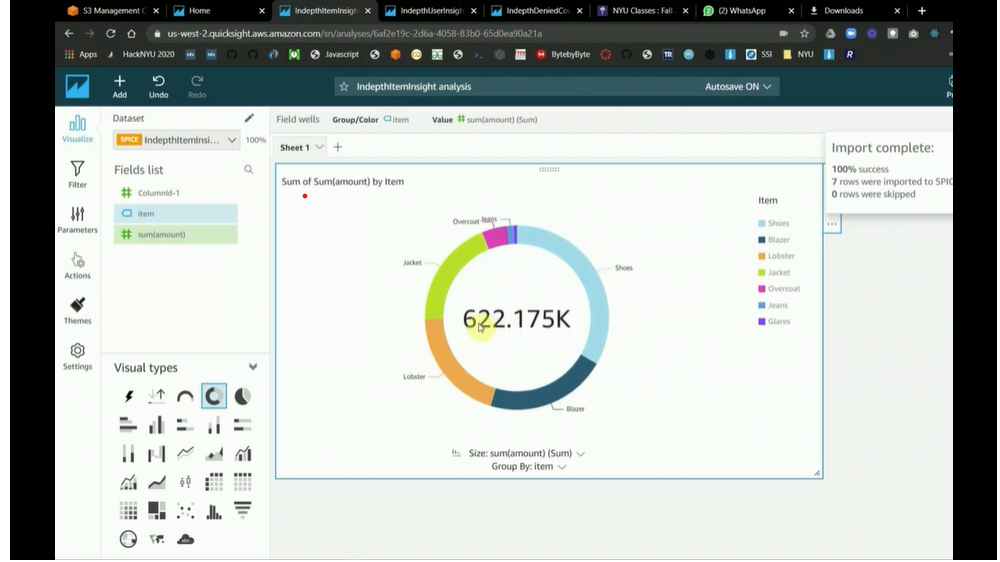 S3 Management C
Home
IndepthItemInsigh
IndepthUserInsigh
IndepthDeniedCou
NYU Classes : Fall
(2) WhatsApp
Downloads
us-west-2.quicksight.aws.amazon.com/sn/analyses/6af2e19c-2d6a-4058-83b0-65d0ea90a21a
Apps
HackNYU 2020
Javascript
BytebyByte
TR
SSI
NYU
R
Add
Undo
Redo
IndepthItemInsight analysis
Autosave ON
Visualize
Filter
Parameters
Actions
Themes
Settings
Dataset
SPICE
IndepthItemInsi...
100%
Fields list
ColumnId-1
item
sum(amount)
Visual types
Field wells
Group/Color
item
Value
sum(amount) (Sum)
Sheet 1
Import complete:
100% success
7 rows were imported to SPIC
0 rows were skipped
Sum of Sum(amount) by Item
Overcoat
Jeans
Jacket
Shoes
622.175K
Lobster
Blazer
Size: sum(amount) (Sum)
Group By: item
Item
Shoes
Blazer
Lobster
Jacket
Overcoat
Jeans
Glares